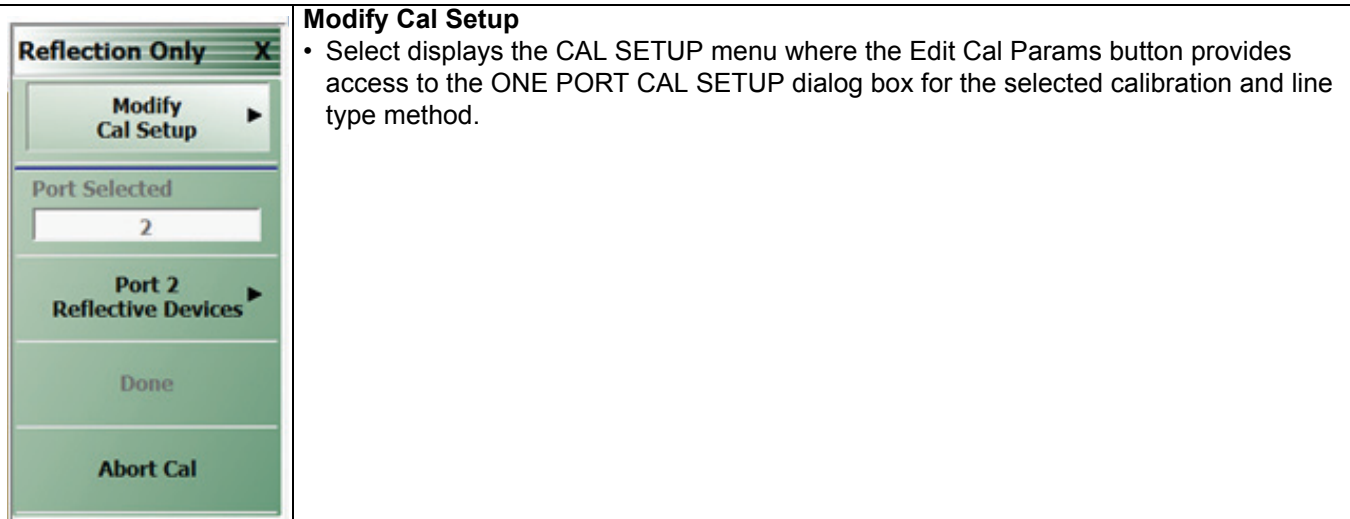 Reflection Only X
Modify
Cal Setup
Port Selected
2
Port 2
Reflective Devices
Done
Abort Cal
Modify Cal Setup
• Select displays the CAL SETUP menu where the Edit Cal Params button provides
access to the ONE PORT CAL SETUP dialog box for the selected calibration and line
type method.